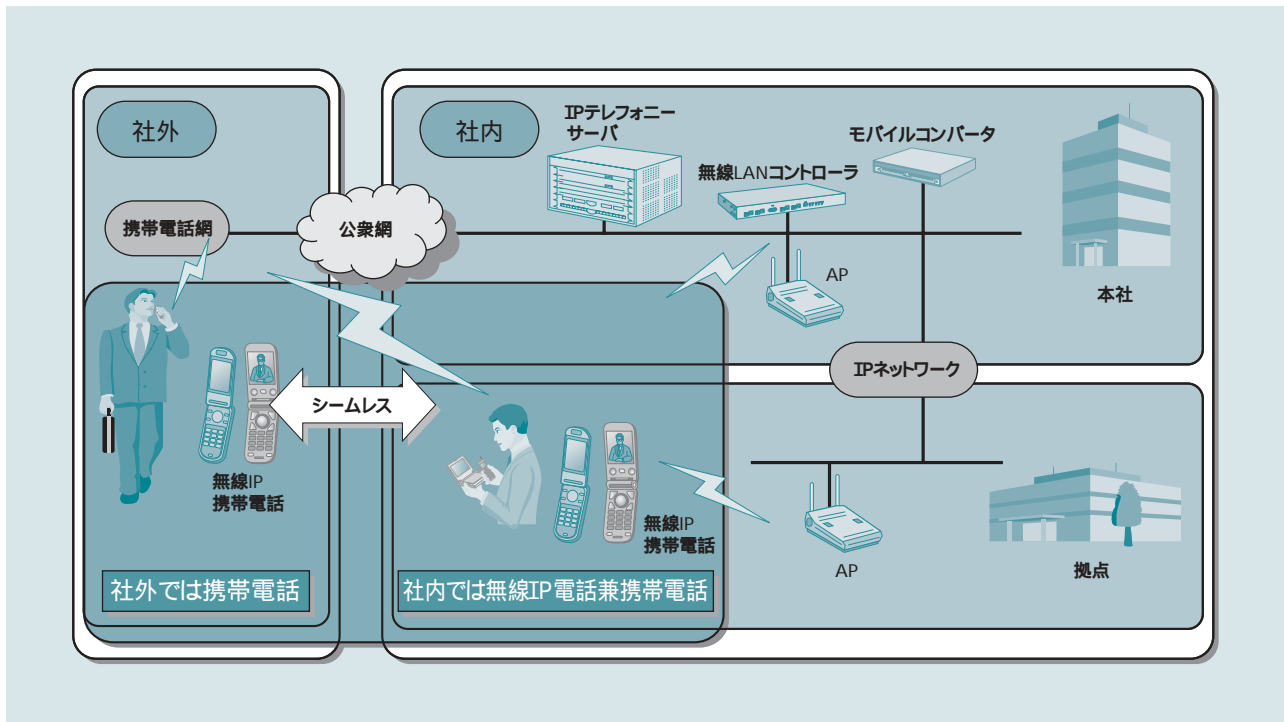 社外
社内
IPテレフォニー
サーバ
モバイルコンバータ
無線LANコントローラ
携帯電話網
公衆網
AP
本社
IPネットワーク
シームレス
無線IP
携帯電話
無線IP
携帯電話
AP
拠点
社外では携帯電話
社内では無線IP電話兼携帯電話